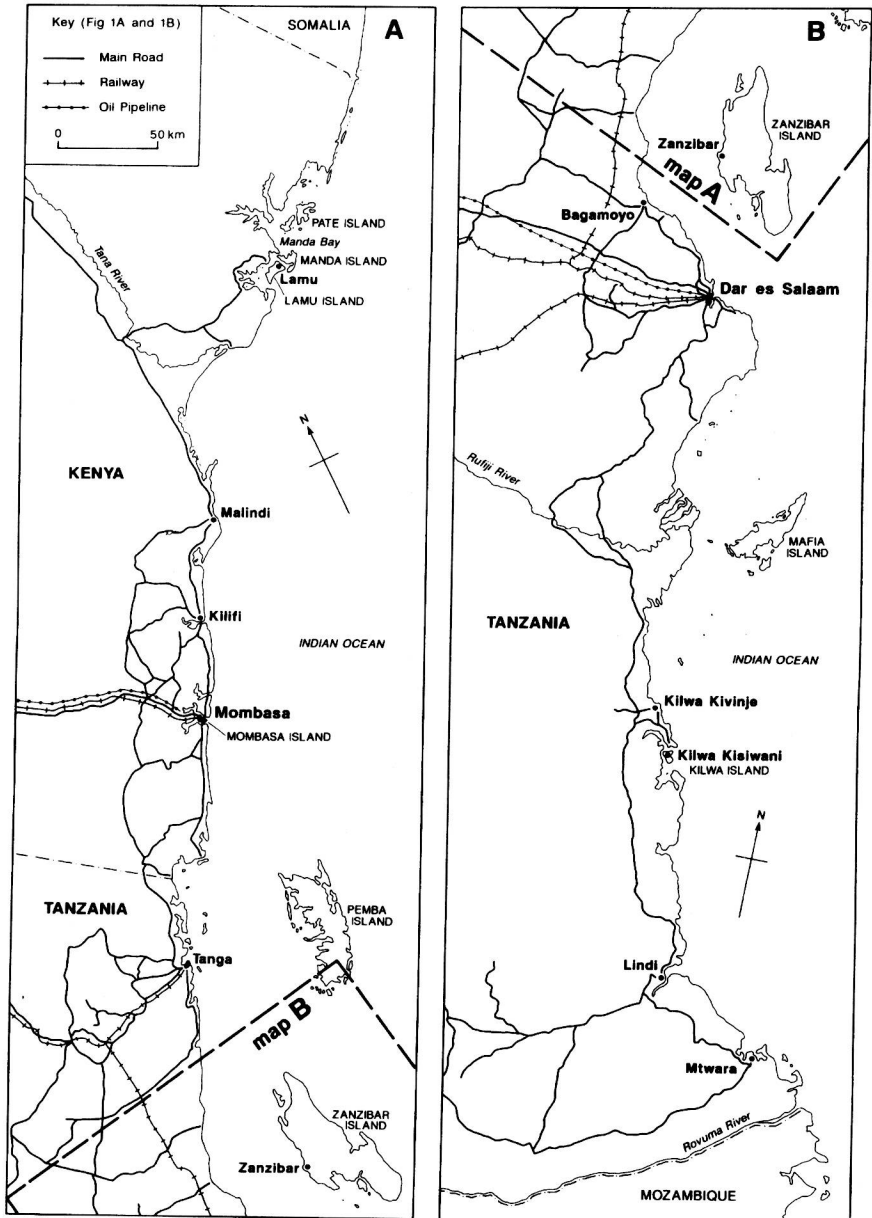 Key (Fig 1A and 1B)
Main Road
Railway
Oil Pipeline
0 50 km
SOMALIA
A
Tana River
PATE ISLAND
Manda Bay
MANDA ISLAND
Lamu
LAMU ISLAND
N
KENYA
Malindi
Kilifi
INDIAN OCEAN
Mombasa
MOMBASA ISLAND
TANZANIA
PEMBA
ISLAND
Tanga
map B
ZANZIBAR
ISLAND
Zanzibar
B
ZANZIBAR
ISLAND
Zanzibar
map A
Bagamoyo
Dar es Salaam
Rufiji River
MAFIA
ISLAND
TANZANIA
INDIAN OCEAN
Kilwa Kivinje
Kilwa Kisiwani
KILWA ISLAND
N
Lindi
Mtwara
Rovuma River
MOZAMBIQUE